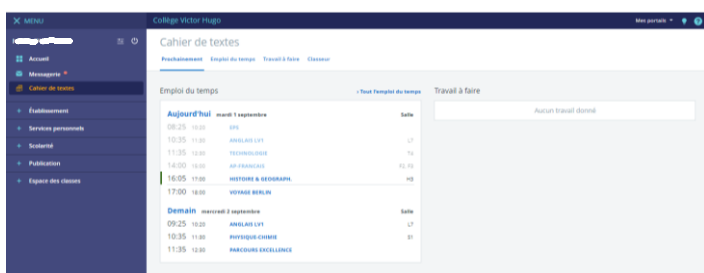 MENU
Collège Victor Hugo
Mes portails
Accueil
Messagerie
Cahier de textes
Établissement
Services personnels
Scolarité
Publication
Espace des classes
Cahier de textes
Prochainement Emploi du temps Travail à faire Classeur
Emploi du temps
‹ Tout l'emploi du temps
Aujourd'hui mardi 1 septembre Salle
08:25 10:20 EPS
10:35 11:30 ANGLAIS LV1 L7
11:35 12:30 TECHNOLOGIE
14:00 AP FRANCAIS
16:05 17:00 HISTOIRE & GEOGRAPH. H3
17:00 18:00 VOYAGE BERLIN
Demain mercredi 2 septembre Salle
09:25 10:20 ANGLAIS LV1 L7
10:35 11:30 PHYSIQUE-CHIMIE
11:35 12:30 PARCOURS EXCELLENCE
Travail à faire
Aucun travail donné